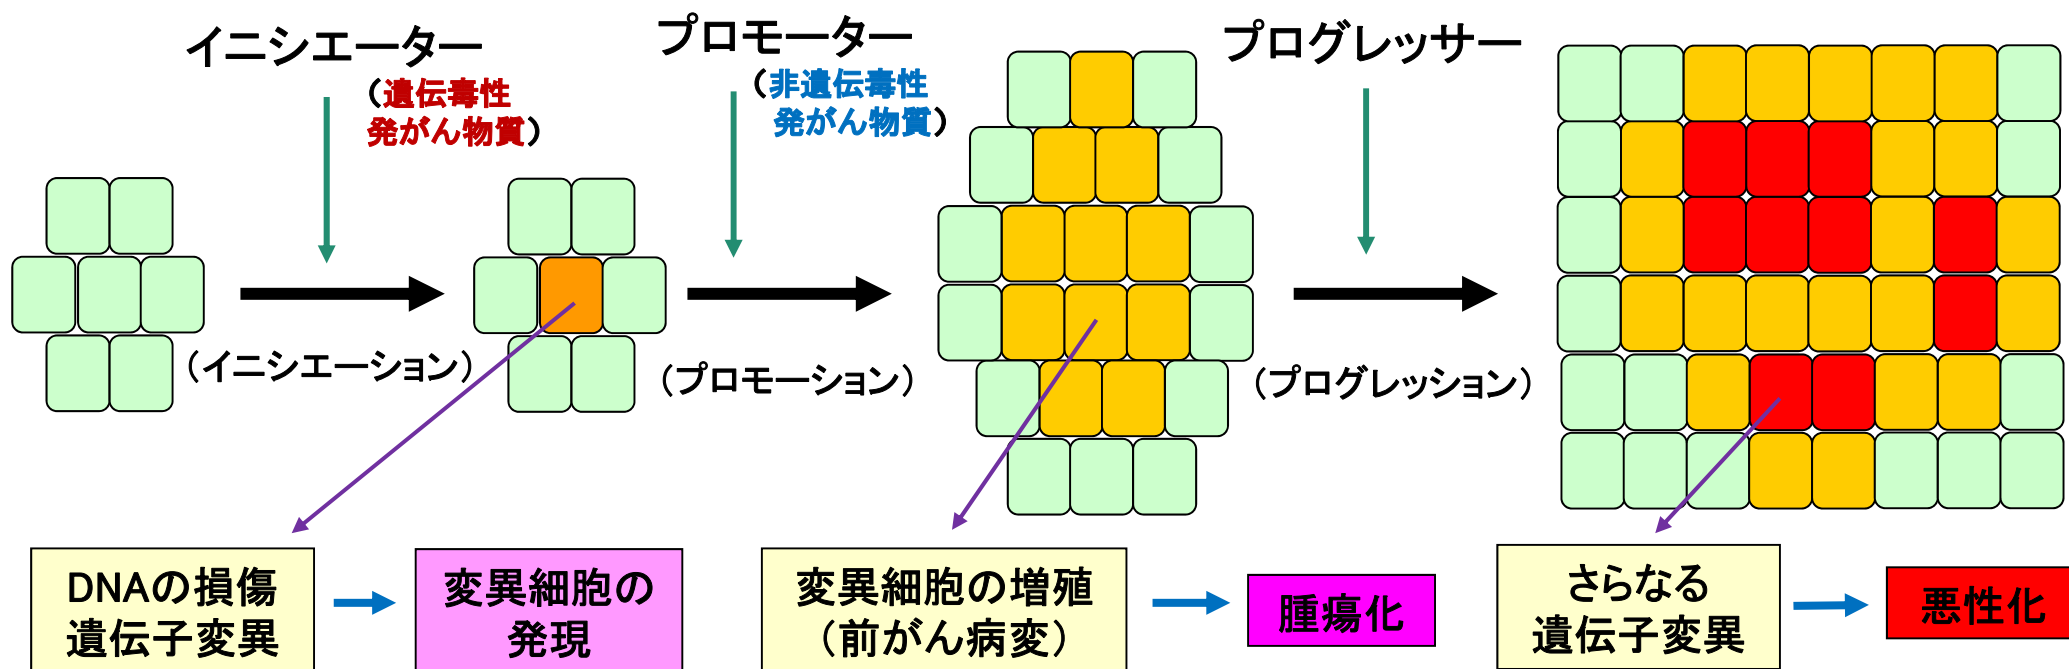 イニシエーター
（遺伝毒性
発がん物質）
プロモーター
（非遺伝毒性
発がん物質）
プログレッサー
（イニシエーション）
（プロモーション）
（プログレッション）
DNAの損傷
遺伝子変異
変異細胞の
発現
変異細胞の増殖
（前がん病変）
腫瘍化
さらなる
遺伝子変異
悪性化